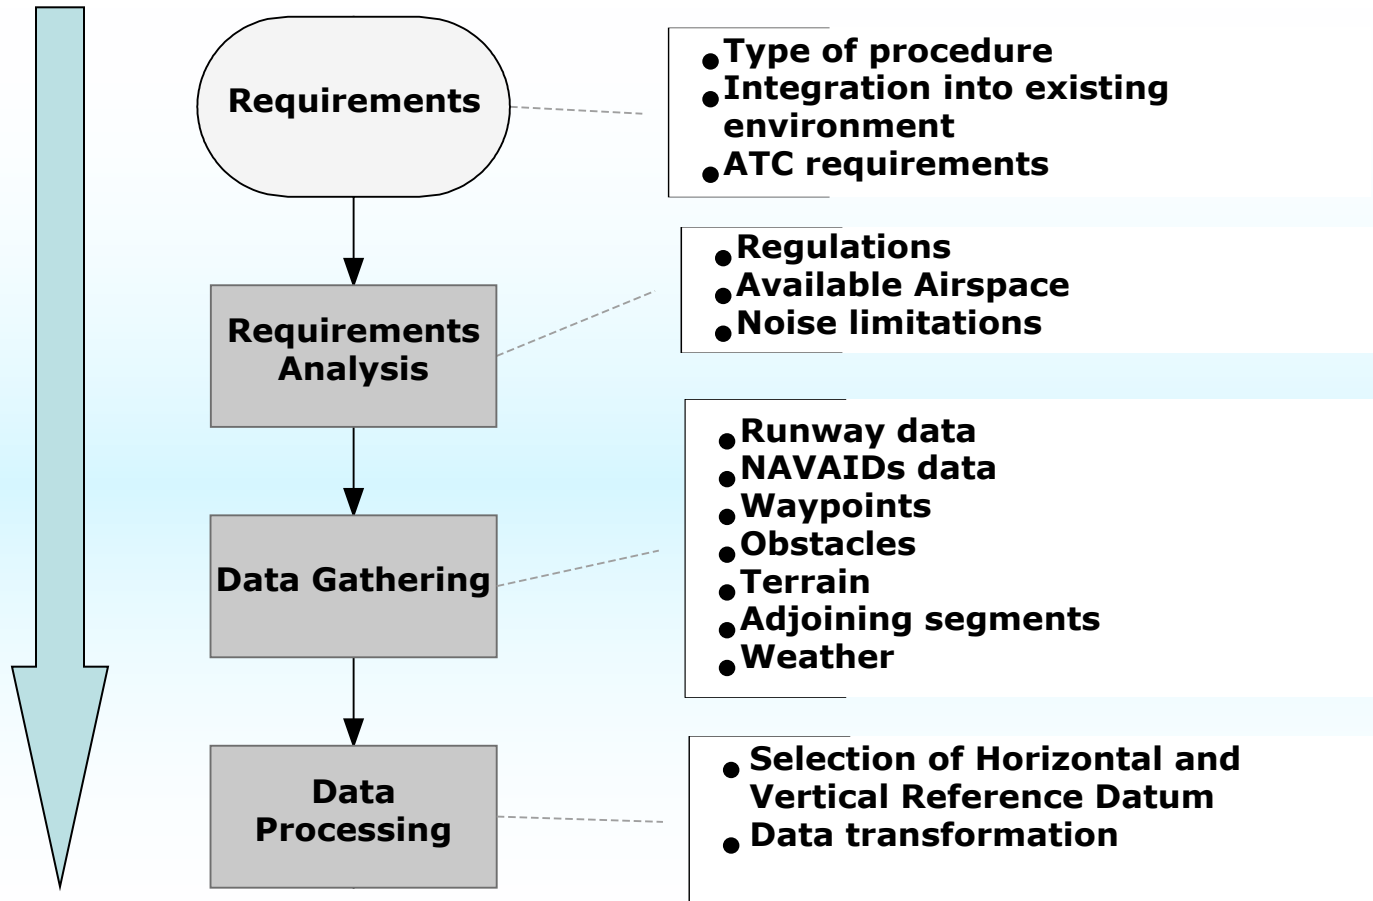 Requirements
• Type of procedure
• Integration into existing
environment
• ATC requirements
Requirements
Analysis
• Regulations
• Available Airspace
• Noise limitations
Data Gathering
• Runway data
• NAVAIDs data
• Waypoints
• Obstacles
• Terrain
• Adjoining segments
• Weather
Data
Processing
• Selection of Horizontal and
Vertical Reference Datum
• Data transformation